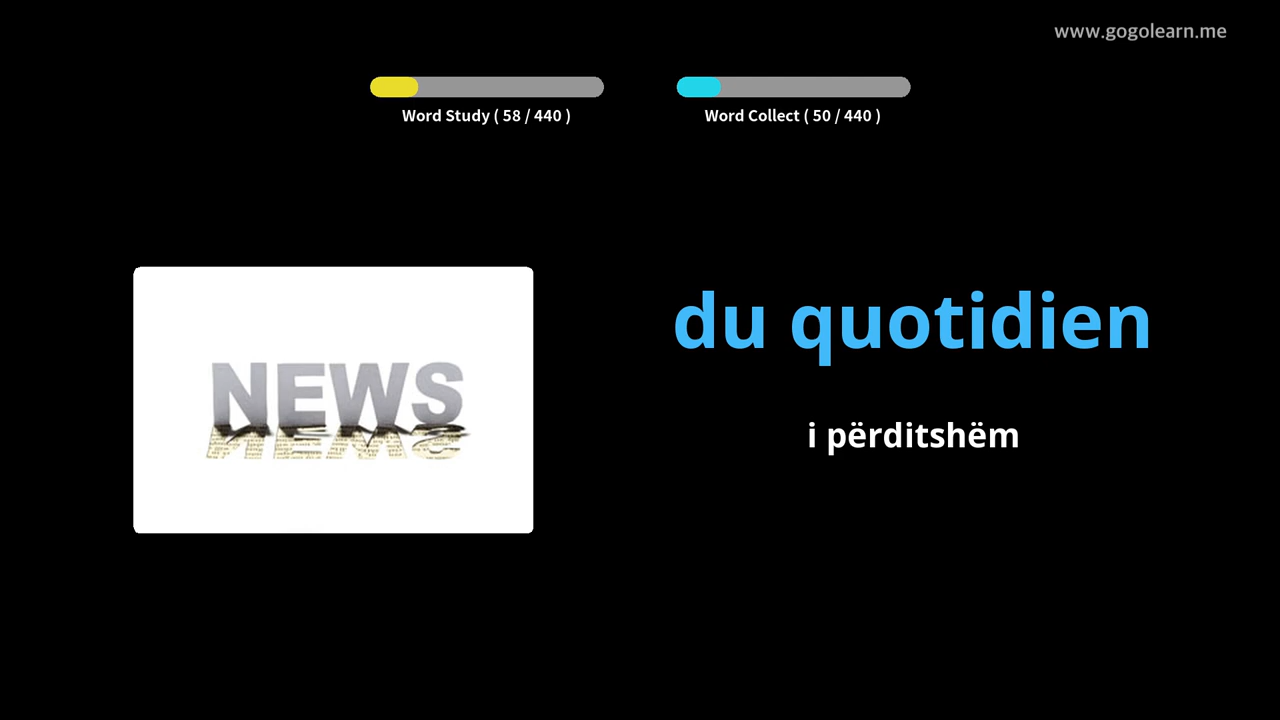 www.gogolearn.me
Word Study ( 58 / 440 )
Word Collect ( 50 / 440 )
NEWS
du quotidien
i përditshëm